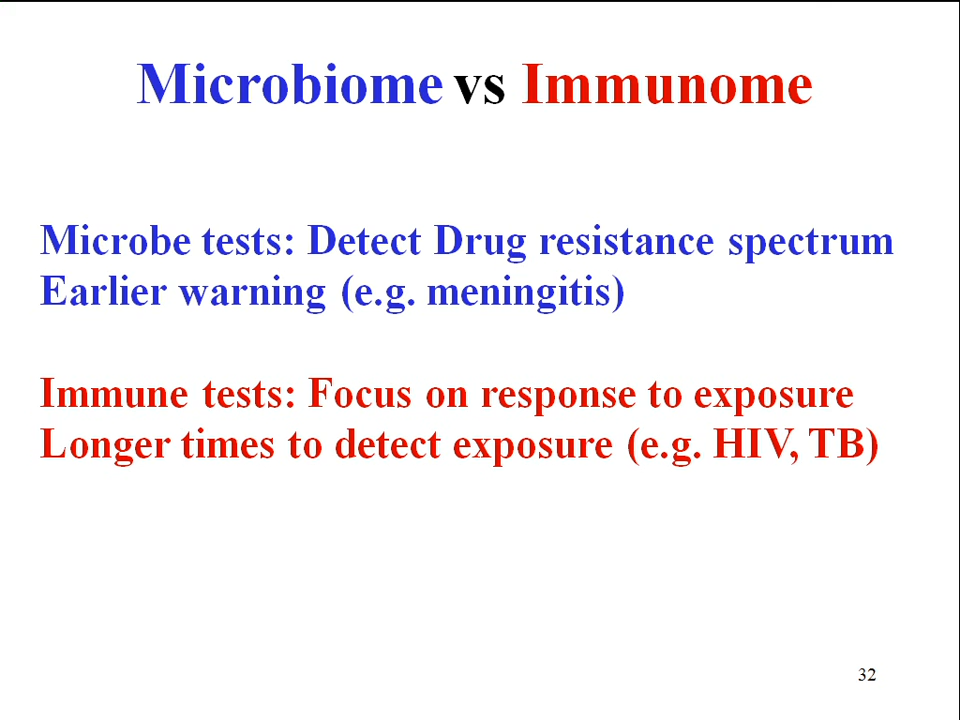 Microbiome vs Immunome
Microbe tests: Detect Drug resistance spectrum
Earlier warning (e.g. meningitis)
Immune tests: Focus on response to exposure
Longer times to detect exposure (e.g. HIV, TB)
32